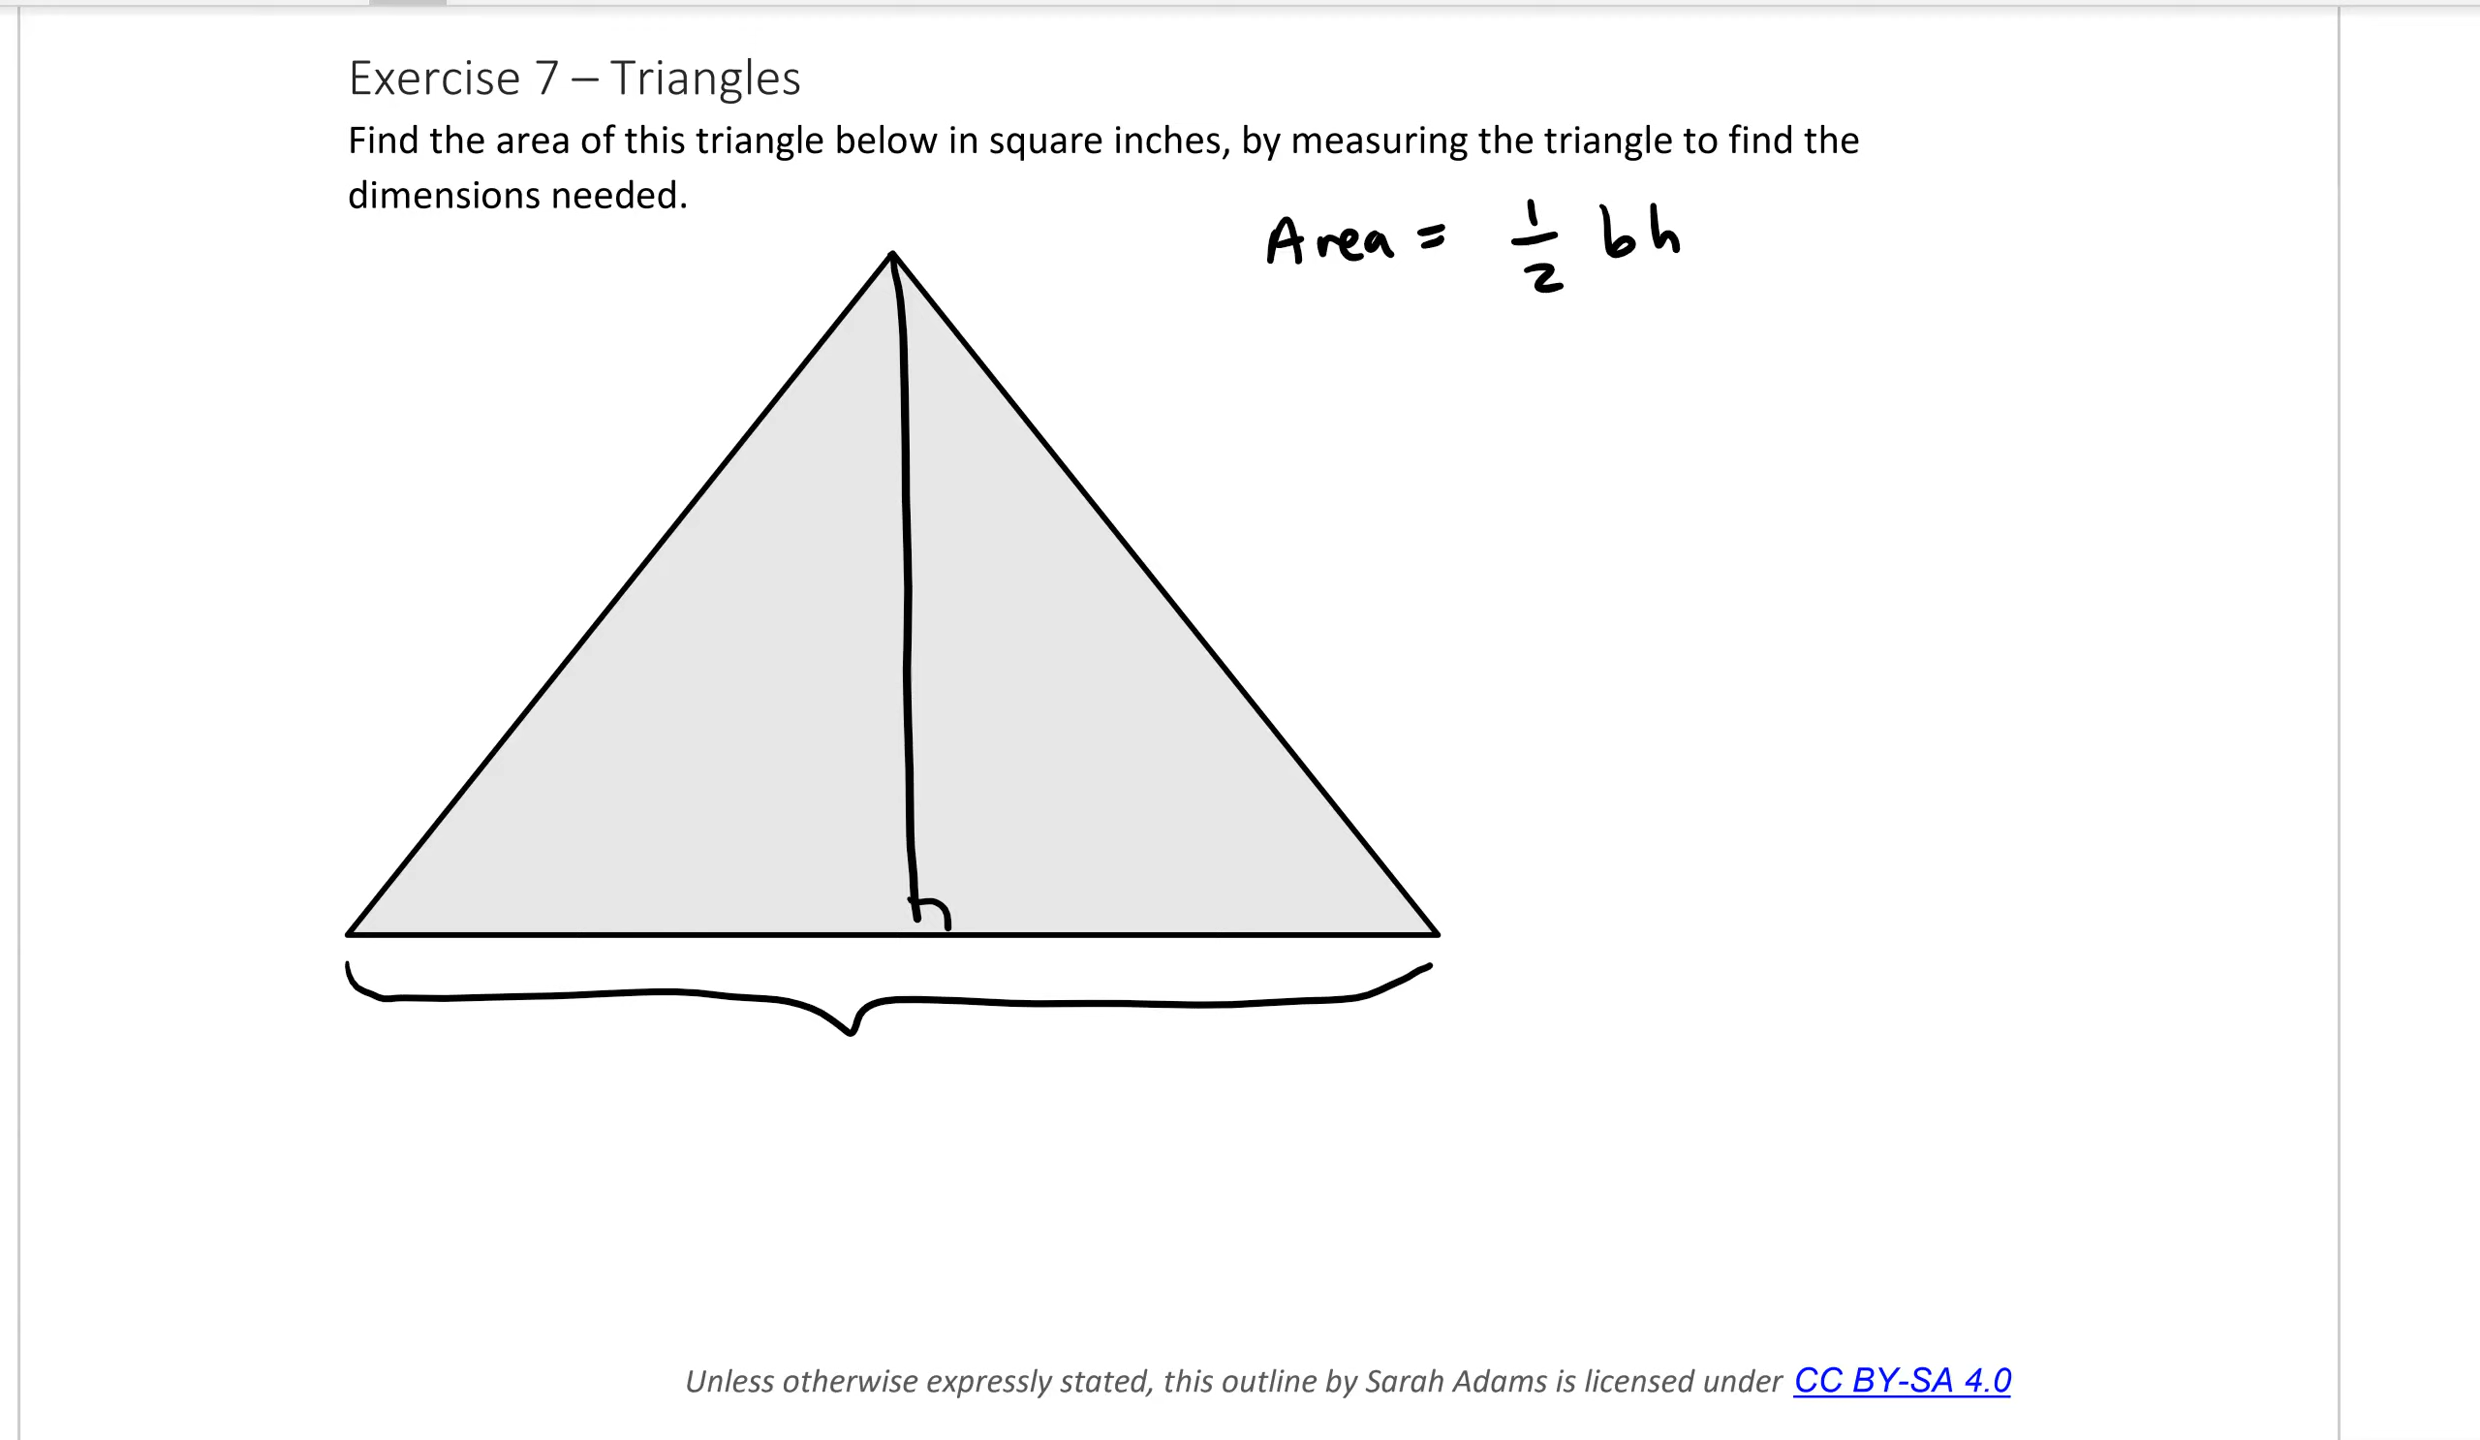 Exercise 7 – Triangles
Find the area of this triangle below in square inches, by measuring the triangle to find the
dimensions needed.
Area = 1/2 bh
Unless otherwise expressly stated, this outline by Sarah Adams is licensed under CC BY-SA 4.0